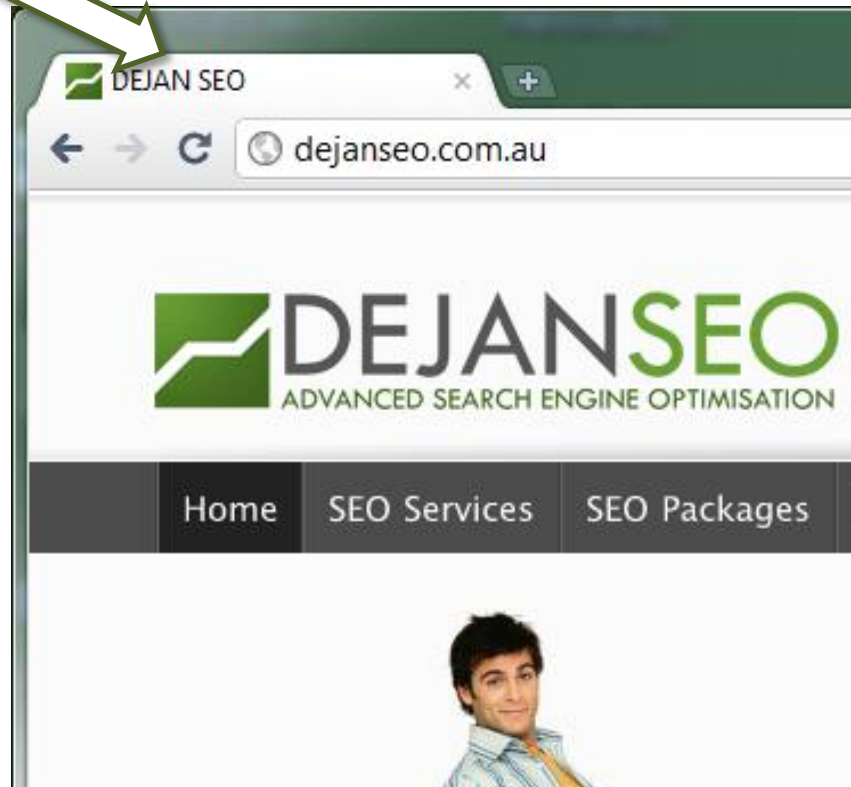 DEJAN SEO
dejanseo.com.au
DEJANSEO
ADVANCED SEARCH ENGINE OPTIMISATION
Home SEO Services SEO Packages